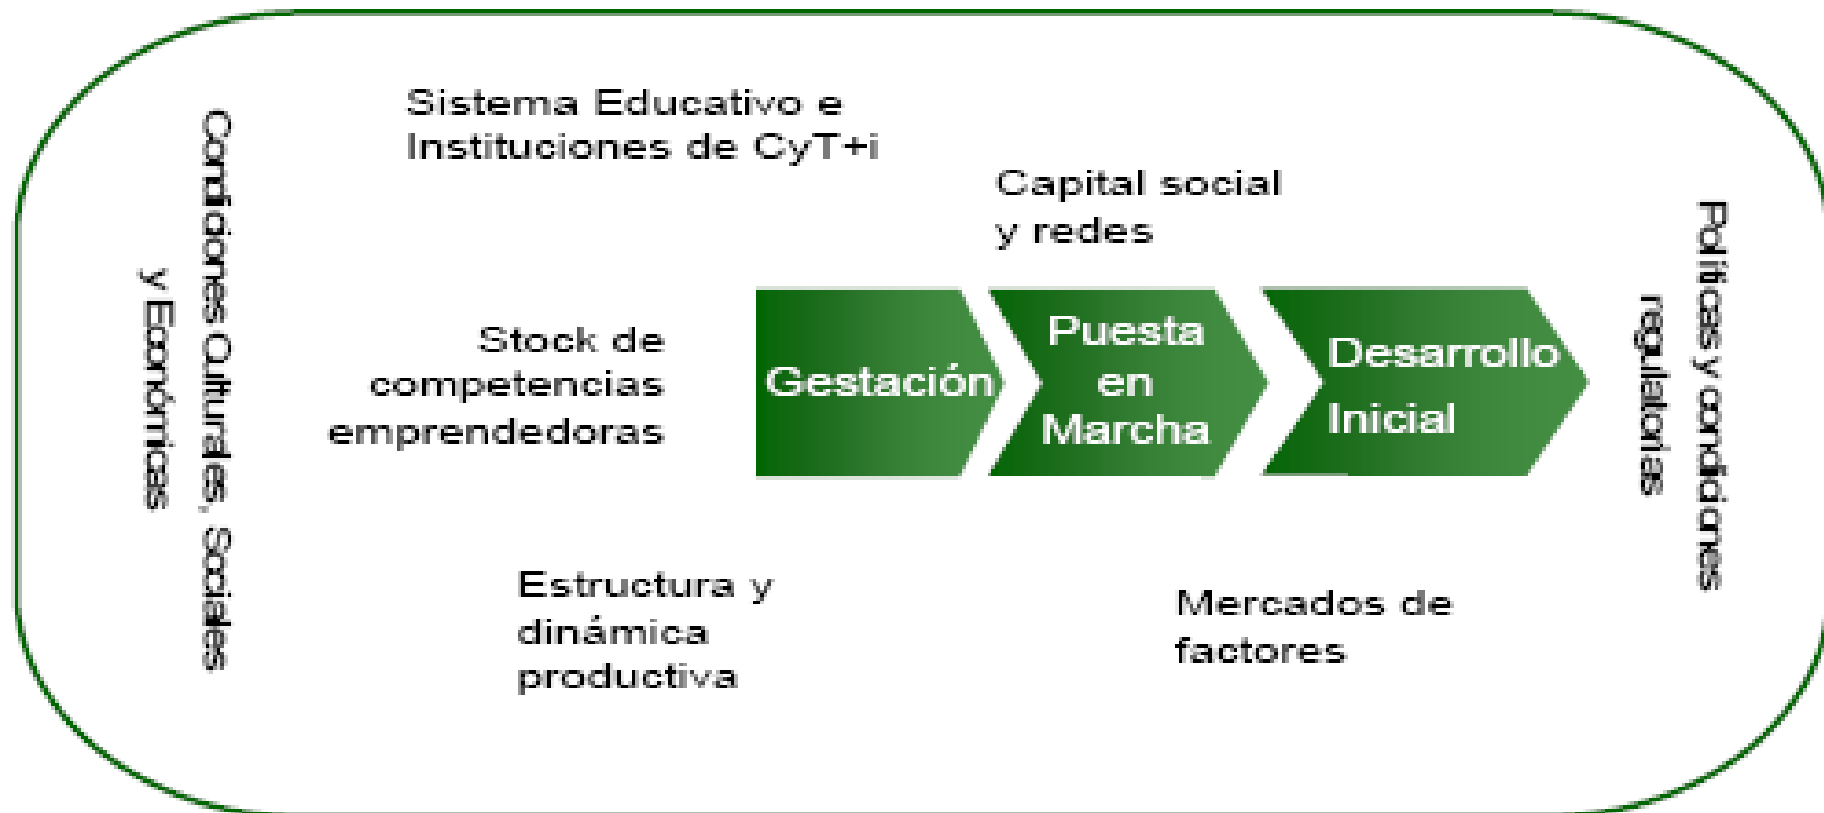 Sistema Educativo e
Instituciones de CyT+i
Capital social
y redes
Condiciones Culturales, Sociales
y Económicas
Stock de
competencias
emprendedoras
Gestación
Puesta
en
Marcha
Desarrollo
Inicial
Políticas y condiciones
regulatorias
Estructura y
dinámica
productiva
Mercados de
factores